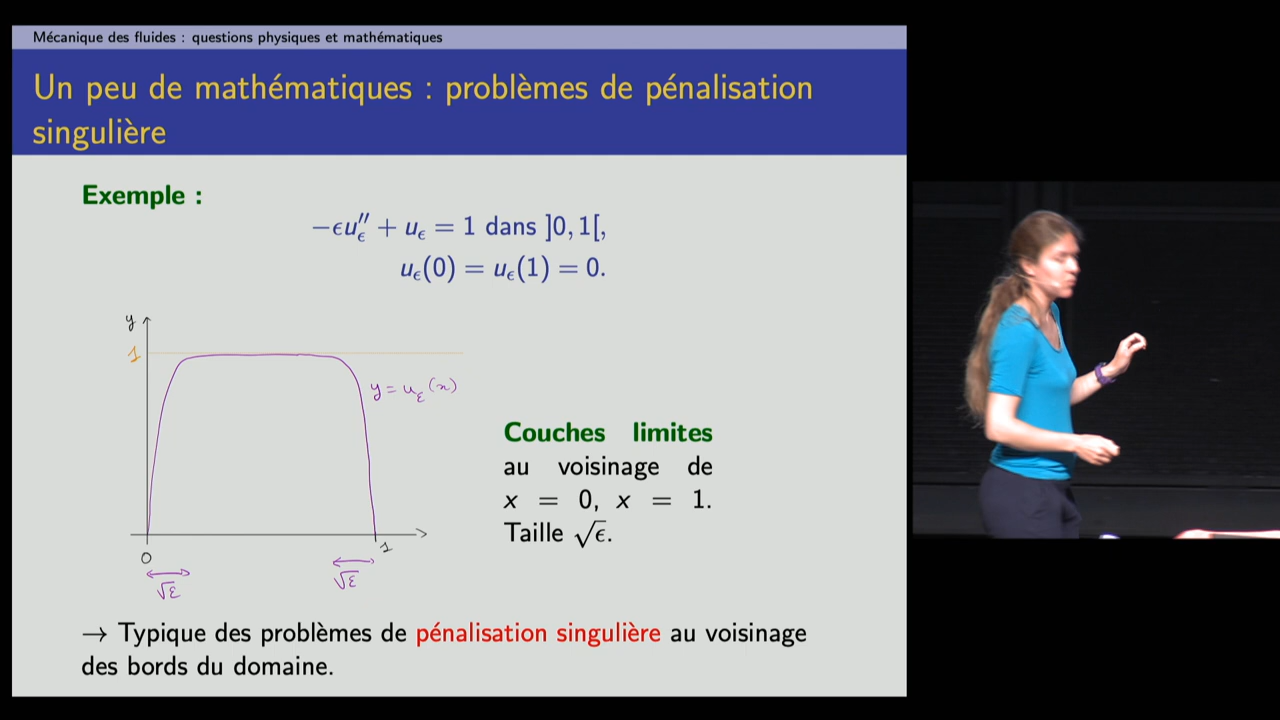 Mécanique des fluides : questions physiques et mathématiques
Un peu de mathématiques : problèmes de pénalisation
singulière
Exemple :
−ϵu″ϵ + uϵ = 1 dans ]0, 1[,
uϵ(0) = uϵ(1) = 0.
y
1
y = uε(x)
Couches limites
au voisinage de
x = 0, x = 1.
Taille √ϵ.
0
1
√ε
√ε
→ Typique des problèmes de pénalisation singulière au voisinage
des bords du domaine.